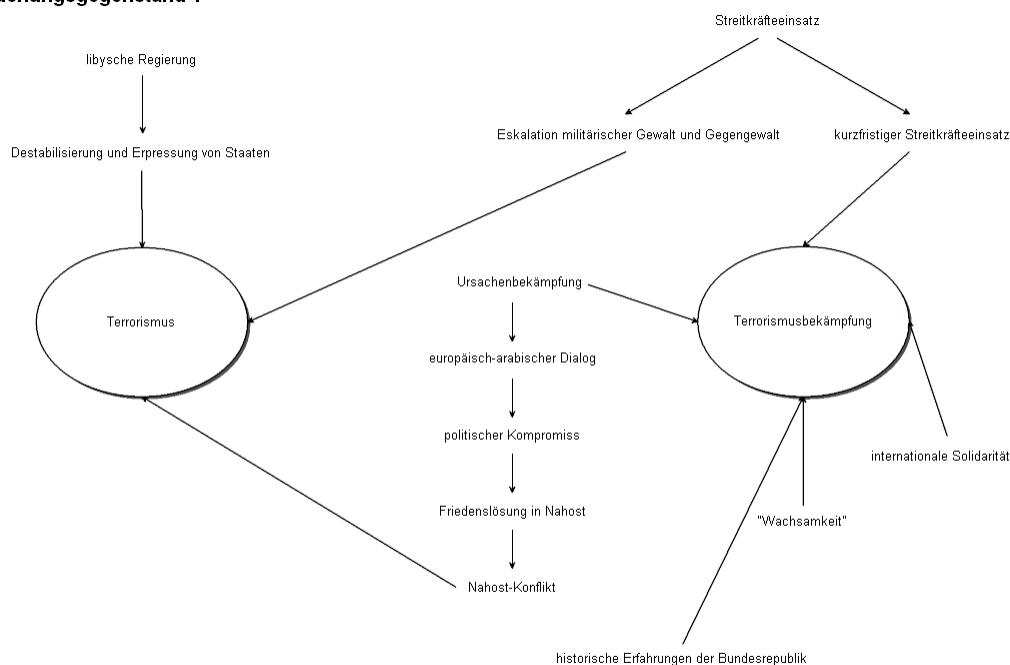 Streitkräfteeinsatz
libysche Regierung
Eskalation militärischer Gewalt und Gegengewalt
kurzfristiger Streitkräfteeinsatz
Destabilisierung und Erpressung von Staaten
Ursachenbekämpfung
Terrorismus
Terrorismusbekämpfung
europäisch-arabischer Dialog
politischer Kompromiss
internationale Solidarität
Friedenslösung in Nahost
"Wachsamkeit"
Nahost-Konflikt
historische Erfahrungen der Bundesrepublik